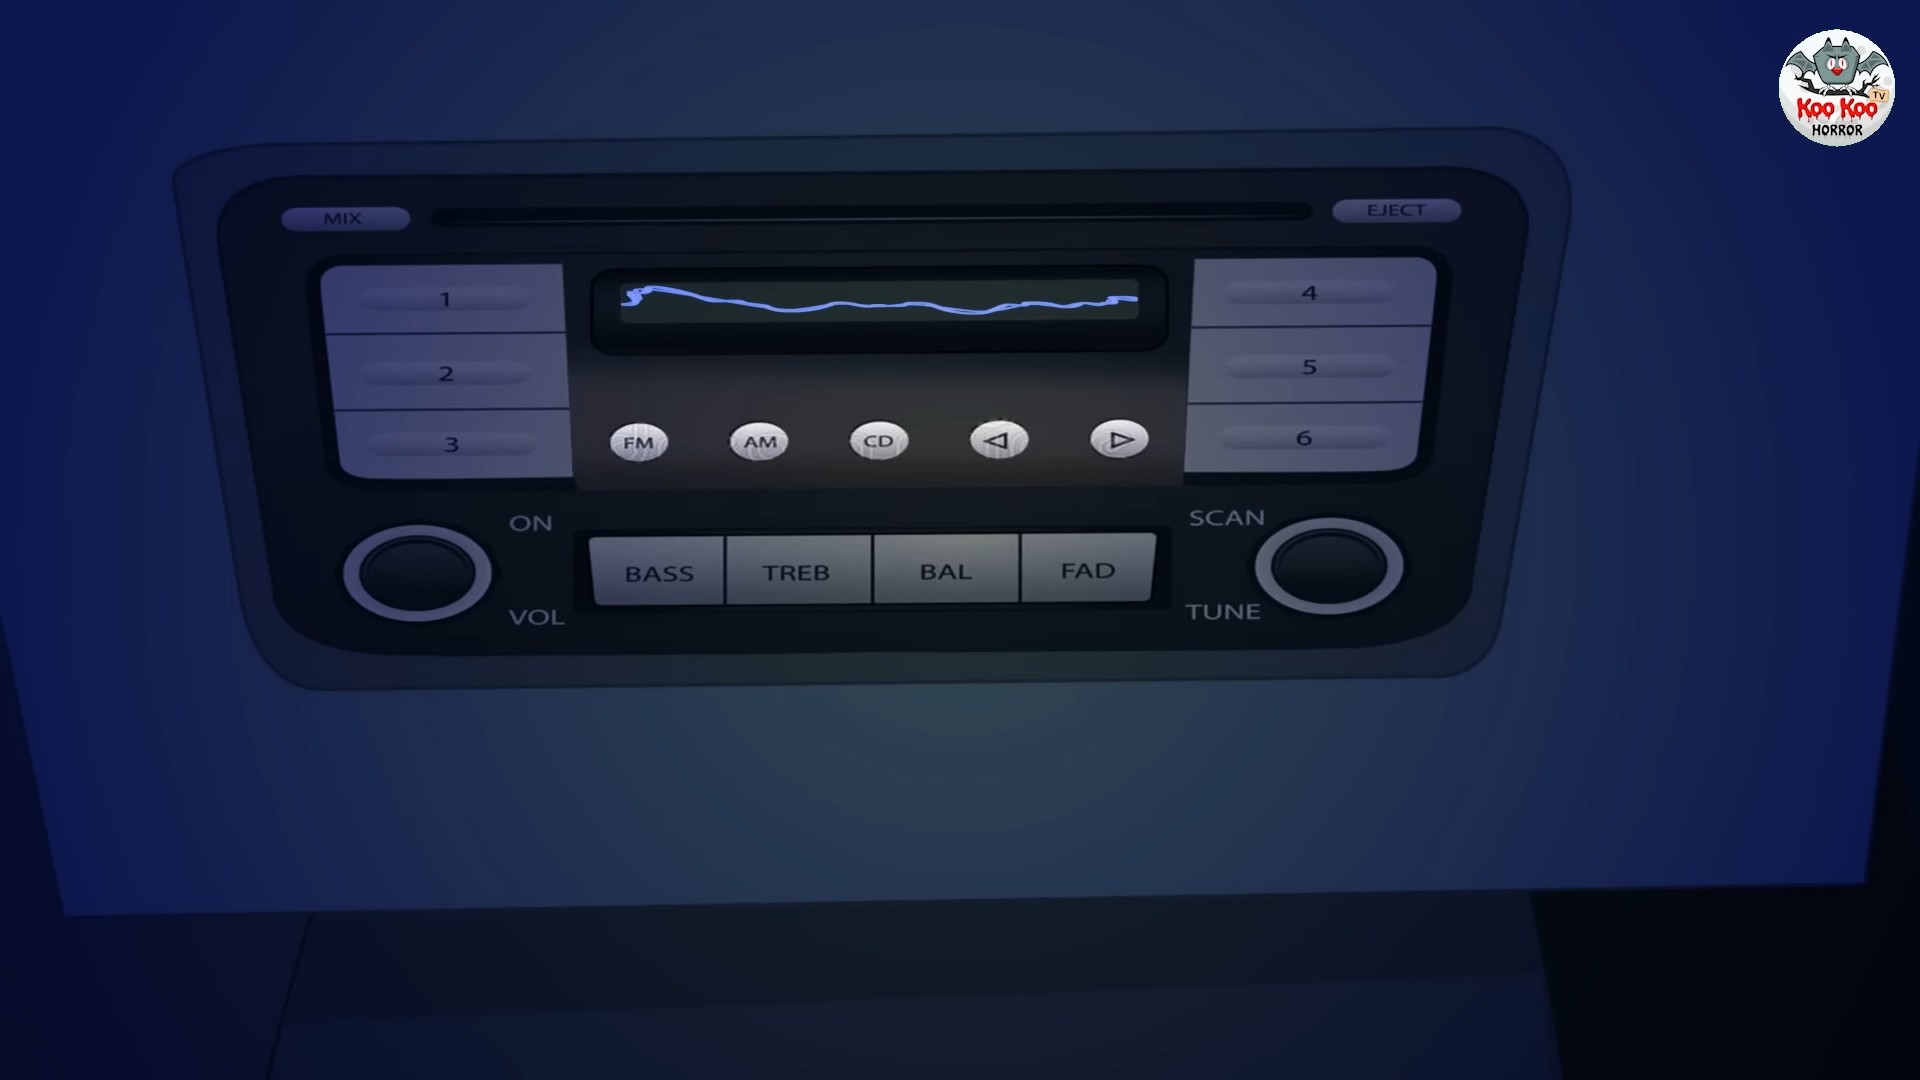 Koo Koo
TV
HORROR
MIX
EJECT
1
4
2
5
3
6
FM
AM
CD
ON
SCAN
BASS
TREB
BAL
FAD
VOL
TUNE